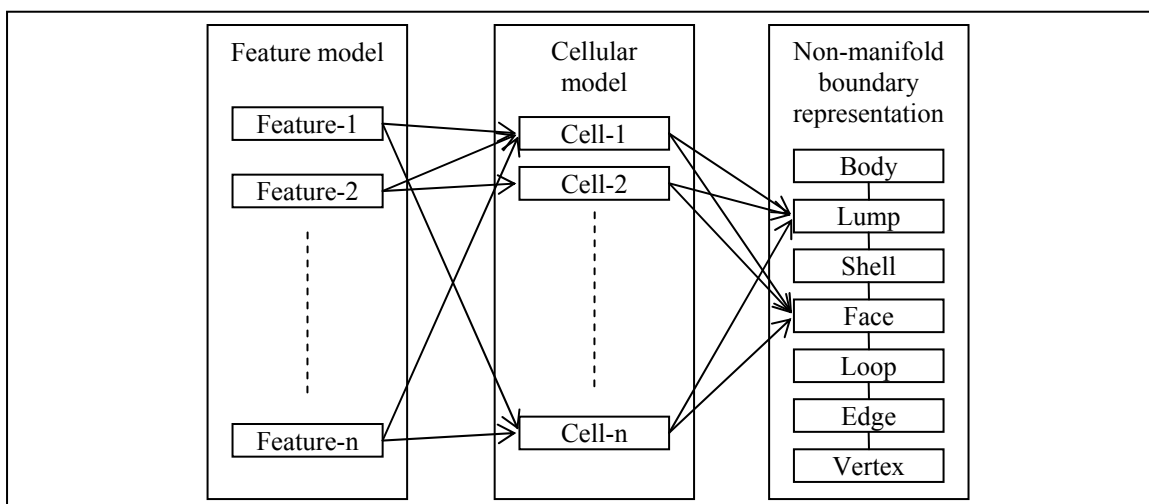 Feature model
Feature-1
Feature-2
Feature-n
Cellular
model
Cell-1
Cell-2
Cell-n
Non-manifold
boundary
representation
Body
Lump
Shell
Face
Loop
Edge
Vertex